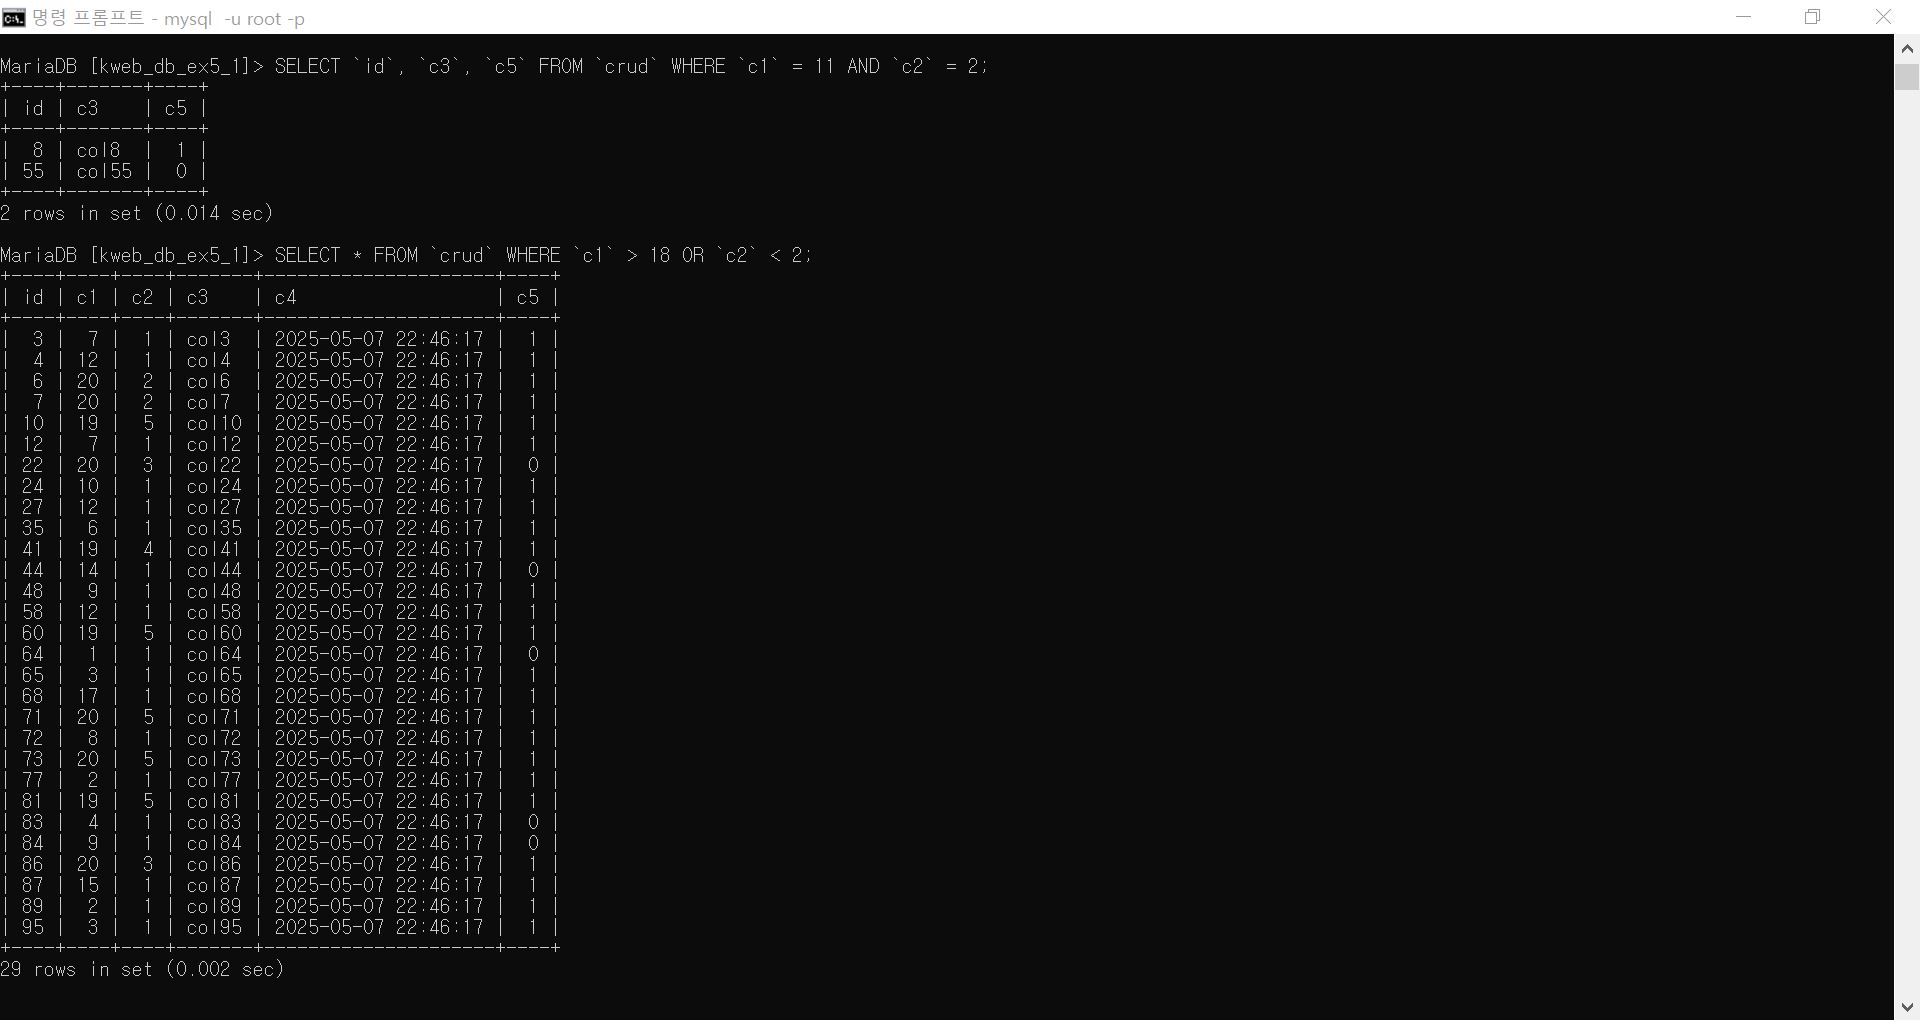 명령 프롬프트 - mysql  -u root -p
MariaDB [kweb_db_ex5_1]> SELECT `id`, `c3`, `c5` FROM `crud` WHERE `c1` = 11 AND `c2` = 2;
+----+-------+----+
| id | c3    | c5 |
+----+-------+----+
|  8 | col8  |  1 |
| 55 | col55 |  0 |
+----+-------+----+
2 rows in set (0.014 sec)
MariaDB [kweb_db_ex5_1]> SELECT * FROM `crud` WHERE `c1` > 18 OR `c2` < 2;
+----+----+----+-------+---------------------+----+
| id | c1 | c2 | c3    | c4                  | c5 |
+----+----+----+-------+---------------------+----+
|  3 |  7 |  1 | col3  | 2025-05-07 22:46:17 |  1 |
|  4 | 12 |  1 | col4  | 2025-05-07 22:46:17 |  1 |
|  6 | 20 |  2 | col6  | 2025-05-07 22:46:17 |  1 |
|  7 | 20 |  2 | col7  | 2025-05-07 22:46:17 |  1 |
| 10 | 19 |  5 | col10 | 2025-05-07 22:46:17 |  1 |
| 12 |  7 |  1 | col12 | 2025-05-07 22:46:17 |  1 |
| 22 | 20 |  3 | col22 | 2025-05-07 22:46:17 |  0 |
| 24 | 10 |  1 | col24 | 2025-05-07 22:46:17 |  1 |
| 27 | 12 |  1 | col27 | 2025-05-07 22:46:17 |  1 |
| 35 |  6 |  1 | col35 | 2025-05-07 22:46:17 |  1 |
| 41 | 19 |  4 | col41 | 2025-05-07 22:46:17 |  1 |
| 44 | 14 |  1 | col44 | 2025-05-07 22:46:17 |  0 |
| 48 |  9 |  1 | col48 | 2025-05-07 22:46:17 |  1 |
| 58 | 12 |  1 | col58 | 2025-05-07 22:46:17 |  1 |
| 60 | 19 |  5 | col60 | 2025-05-07 22:46:17 |  1 |
| 64 |  1 |  1 | col64 | 2025-05-07 22:46:17 |  0 |
| 65 |  3 |  1 | col65 | 2025-05-07 22:46:17 |  1 |
| 68 | 17 |  1 | col68 | 2025-05-07 22:46:17 |  1 |
| 71 | 20 |  5 | col71 | 2025-05-07 22:46:17 |  1 |
| 72 |  8 |  1 | col72 | 2025-05-07 22:46:17 |  1 |
| 73 | 20 |  5 | col73 | 2025-05-07 22:46:17 |  1 |
| 77 |  2 |  1 | col77 | 2025-05-07 22:46:17 |  1 |
| 81 | 19 |  5 | col81 | 2025-05-07 22:46:17 |  1 |
| 83 |  4 |  1 | col83 | 2025-05-07 22:46:17 |  0 |
| 84 |  9 |  1 | col84 | 2025-05-07 22:46:17 |  0 |
| 86 | 20 |  3 | col86 | 2025-05-07 22:46:17 |  1 |
| 87 | 15 |  1 | col87 | 2025-05-07 22:46:17 |  1 |
| 89 |  2 |  1 | col89 | 2025-05-07 22:46:17 |  1 |
| 95 |  3 |  1 | col95 | 2025-05-07 22:46:17 |  1 |
+----+----+----+-------+---------------------+----+
29 rows in set (0.002 sec)